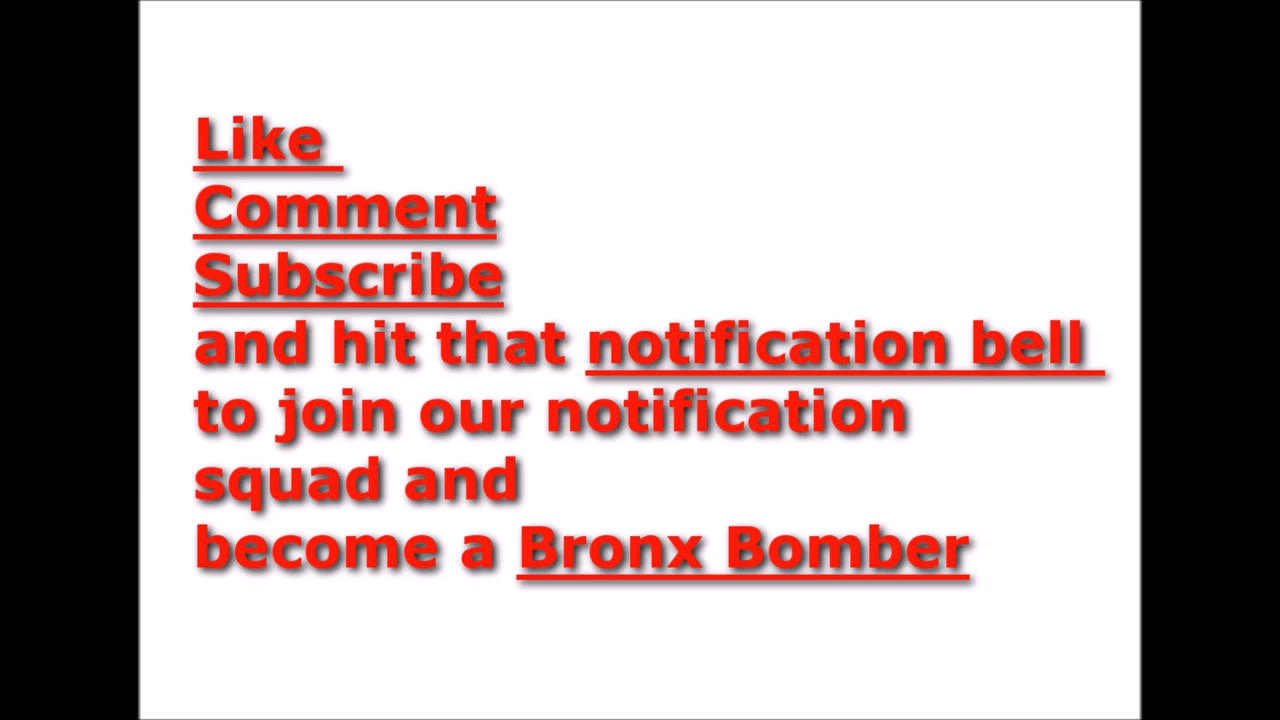 Like
Comment
Subscribe
and hit that notification bell
to join our notification
squad and
become a Bronx Bomber